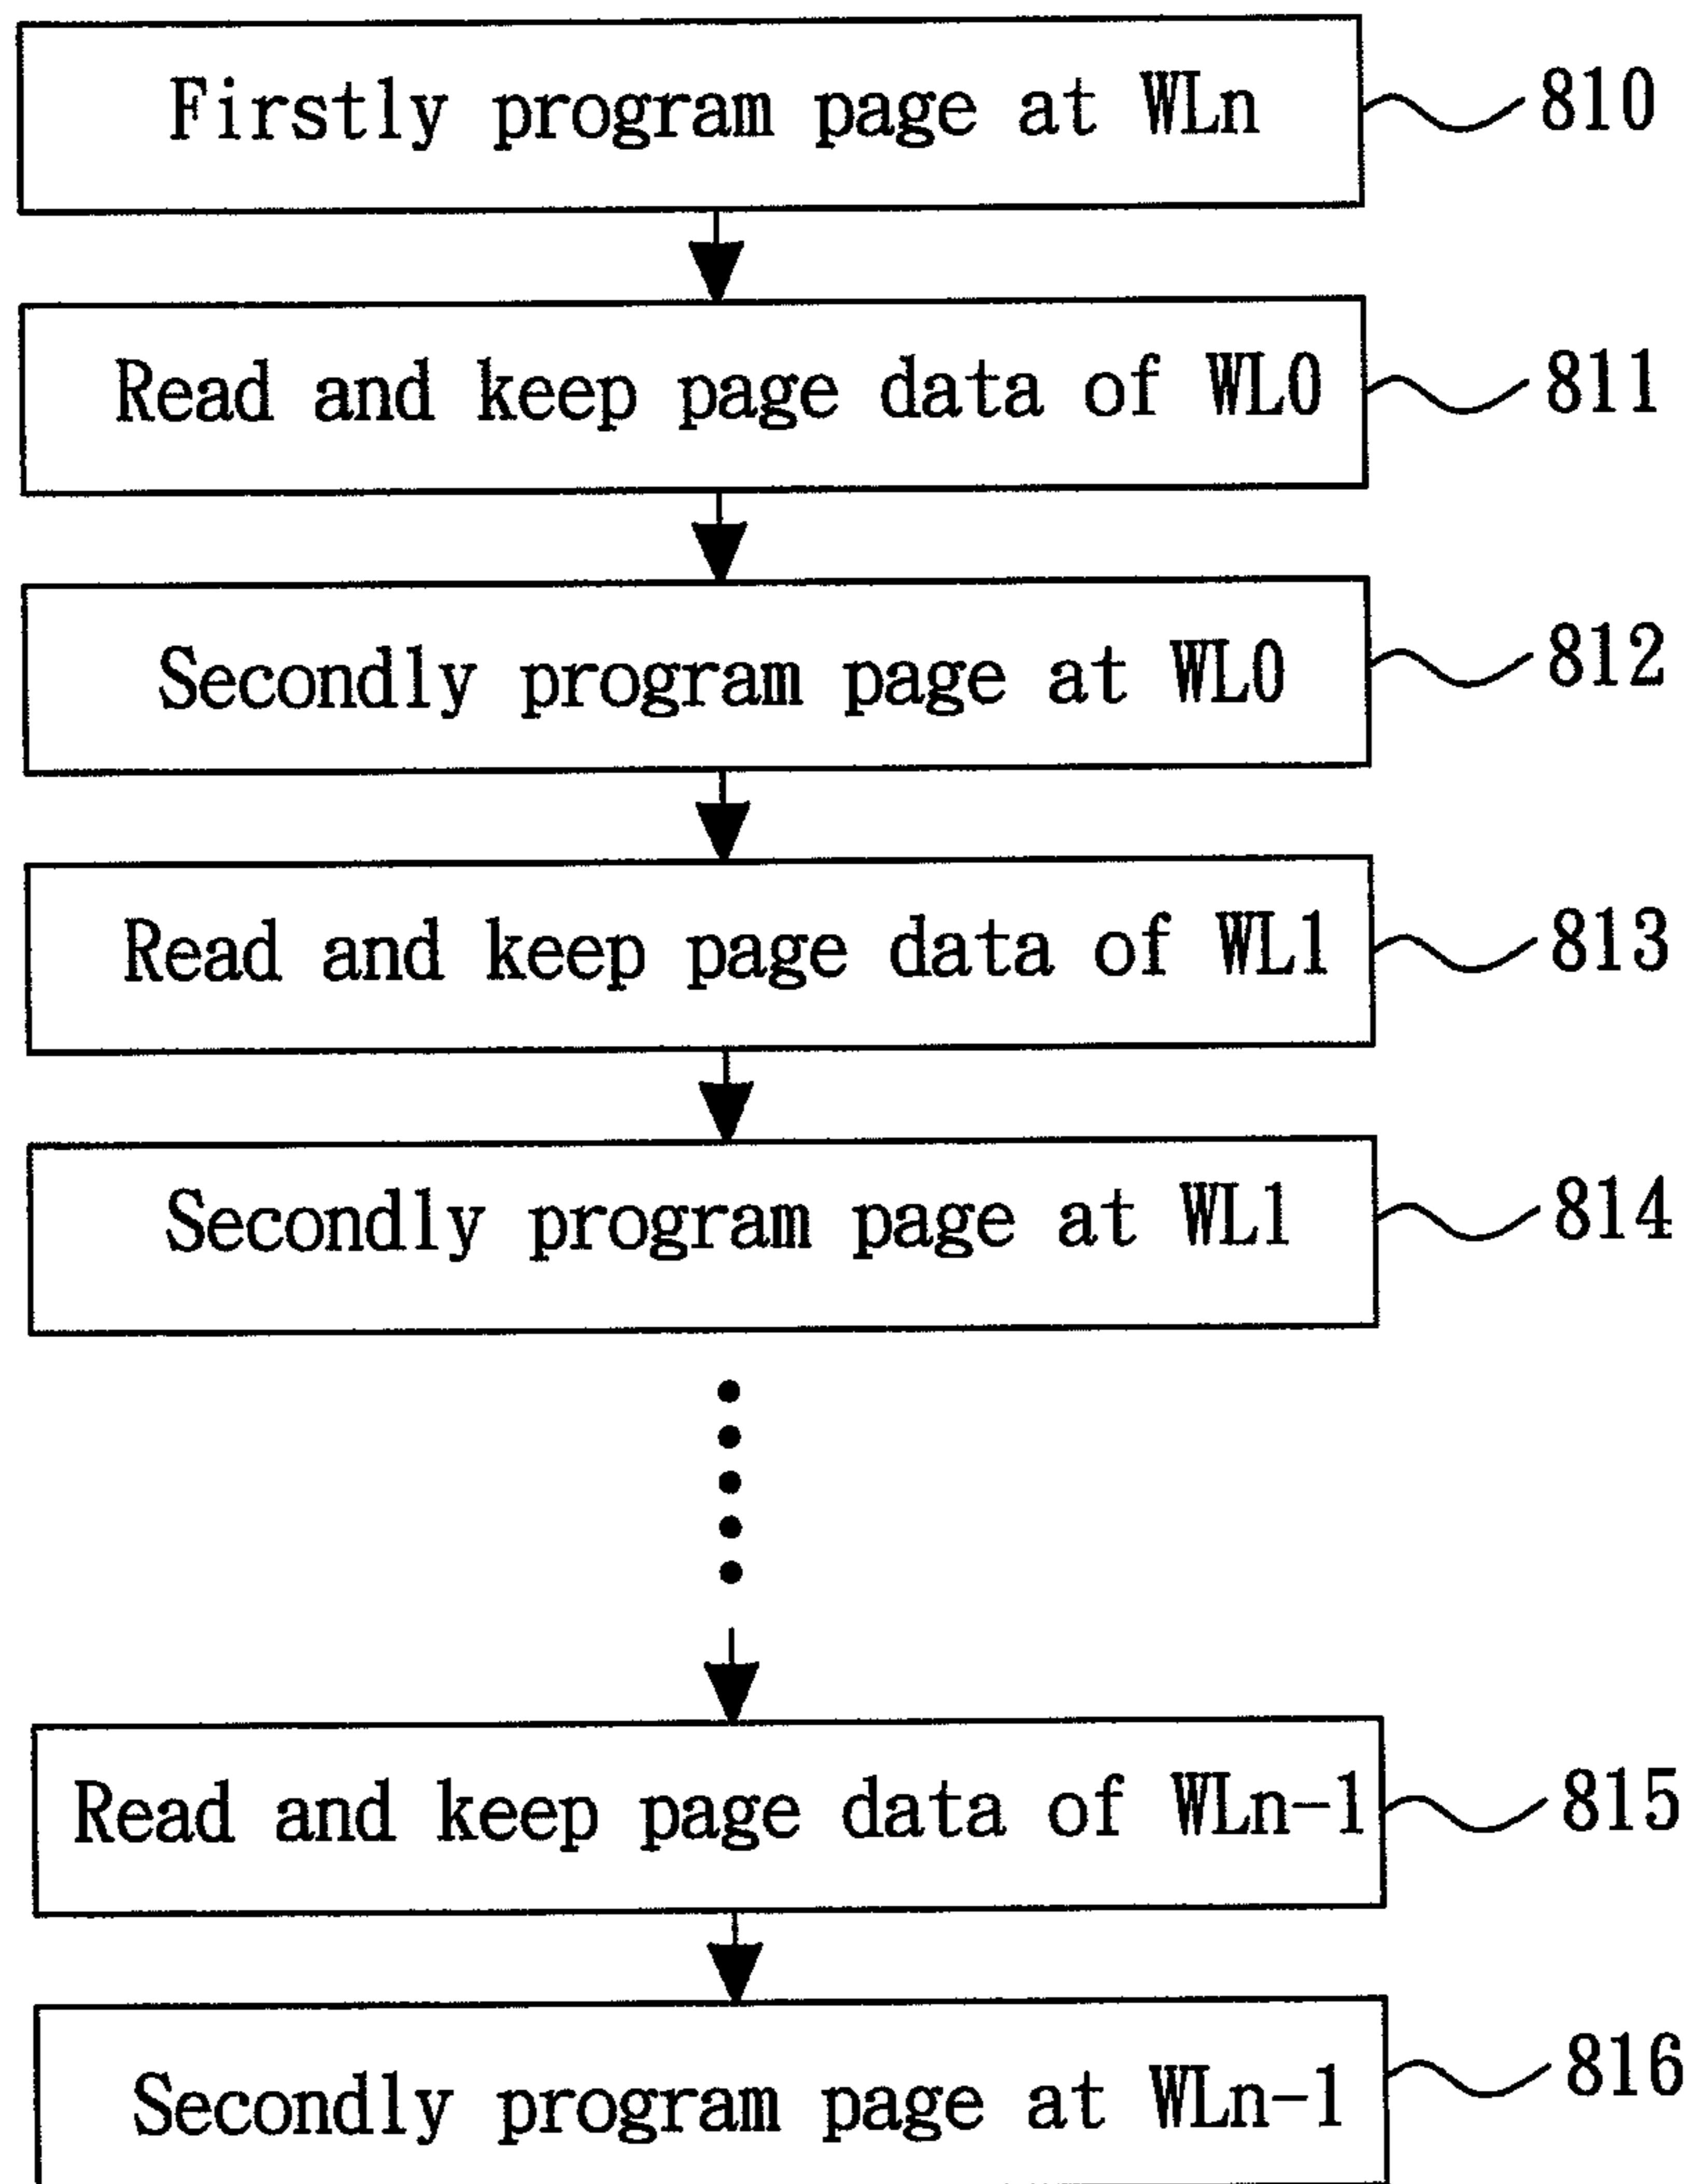 Firstly program page at WLn 810
Read and keep page data of WL0 811
Secondly program page at WL0 812
Read and keep page data of WL1 813
Secondly program page at WL1 814
Read and keep page data of WLn-1 815
Secondly program page at WLn-1 816